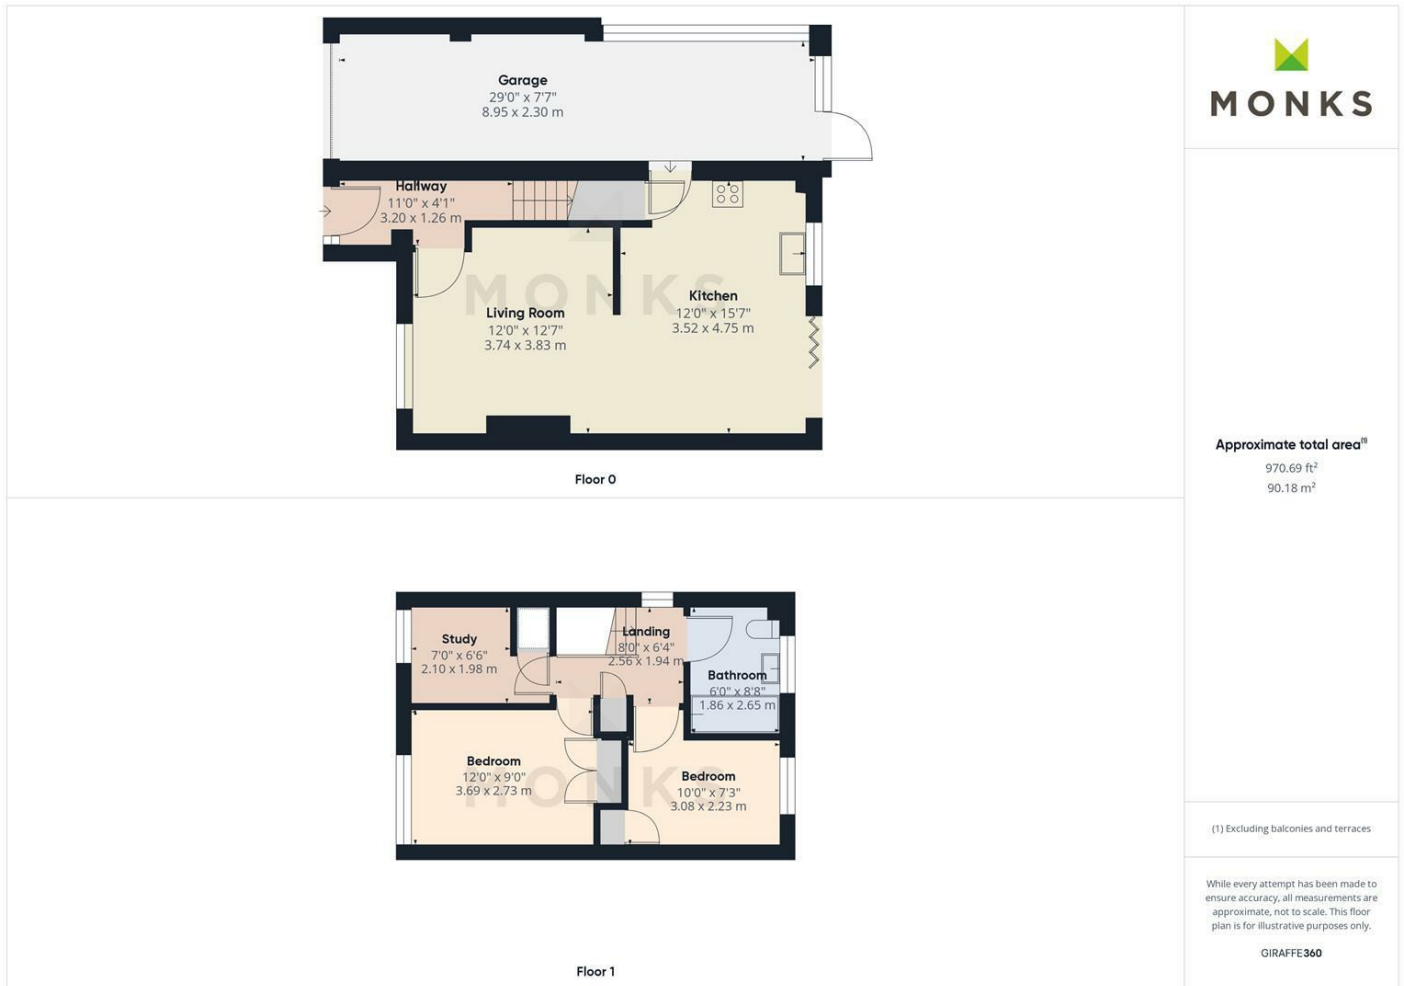 Garage
29'0" x 7'7"
8.95 x 2.30 m
Hallway
11'0" x 4'1"
3.20 x 1.26 m
MONKS
Living Room
12'0" x 12'7"
3.74 x 3.83 m
Kitchen
12'0" x 15'7"
3.52 x 4.75 m
Floor 0
Study
7'0" x 6'6"
2.10 x 1.98 m
Landing
8'0" x 6'4"
2.56 x 1.94 m
Bathroom
6'0" x 8'8"
1.86 x 2.65 m
Bedroom
12'0" x 9'0"
3.69 x 2.73 m
MONKS
Bedroom
10'0" x 7'3"
3.08 x 2.23 m
Floor 1
MONKS
Approximate total area(1)
970.69 ft²
90.18 m²
(1) Excluding balconies and terraces
While every attempt has been made to
ensure accuracy, all measurements are
approximate, not to scale. This floor
plan is for illustrative purposes only.
GIRAFFE360